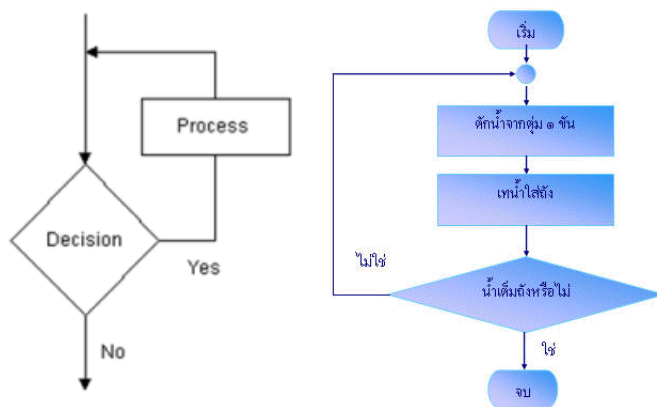 Process
Decision
Yes
No
เริ่ม
ตักน้ำจากตุ่ม ๑ ขัน
เทน้ำใส่ถัง
ไม่ใช่
น้ำเต็มถังหรือไม่
ใช่
จบ